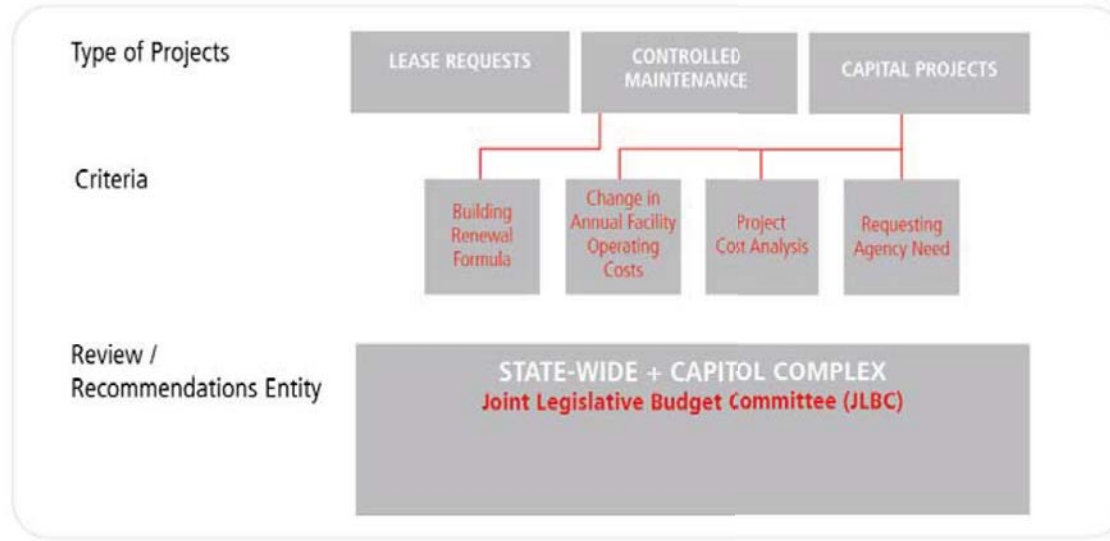 Type of Projects
LEASE REQUESTS
CONTROLLED
MAINTENANCE
CAPITAL PROJECTS
Criteria
Building
Renewal
Formula
Change in
Annual Facility
Operating
Costs
Project
Cost Analysis
Requesting
Agency Need
Review /
Recommendations Entity
STATE-WIDE + CAPITOL COMPLEX
Joint Legislative Budget Committee (JLBC)